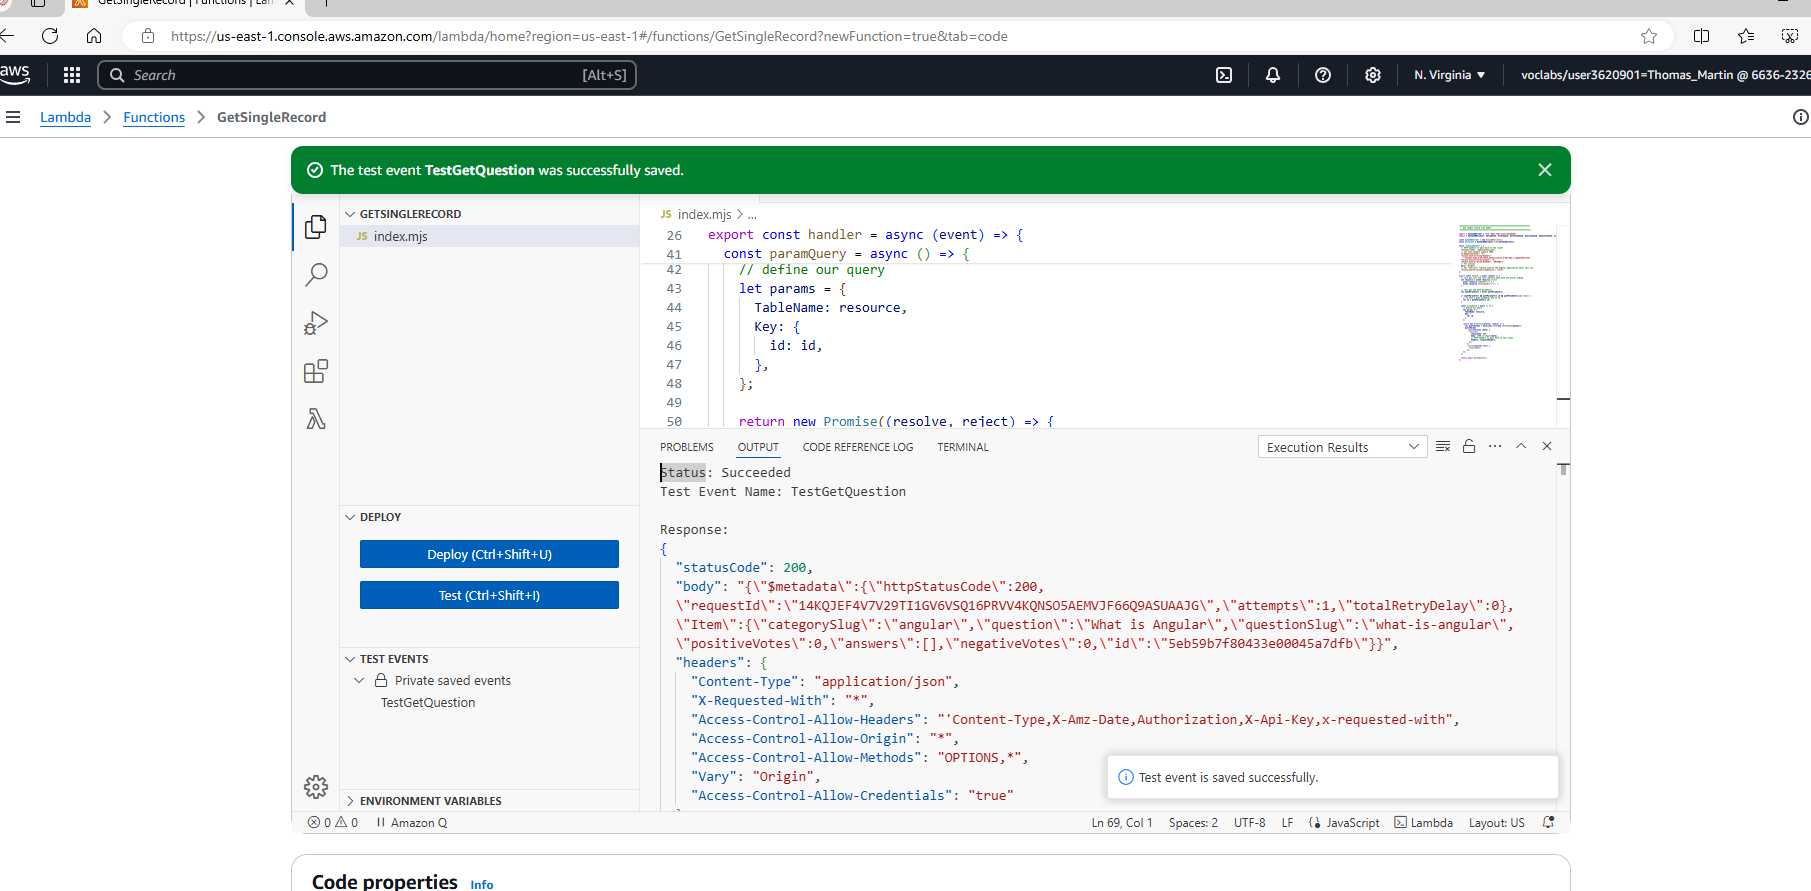 GetSingleRecord | Functions | Lam
https://us-east-1.console.aws.amazon.com/lambda/home?region=us-east-1#/functions/GetSingleRecord?newFunction=true&tab=code
aws
Search [Alt+S]
N. Virginia ▼
voclabs/user3620901=Thomas_Martin @ 6636-2326
Lambda > Functions > GetSingleRecord
The test event TestGetQuestion was successfully saved.
GETSINGLERECORD
JS index.mjs
DEPLOY
Deploy (Ctrl+Shift+U)
Test (Ctrl+Shift+I)
TEST EVENTS
Private saved events
TestGetQuestion
ENVIRONMENT VARIABLES
JS index.mjs > ...
26 export const handler = async (event) => {
41 const paramQuery = async () => {
42 // define our query
43 let params = {
44 TableName: resource,
45 Key: {
46 id: id,
47 },
48 };
49
50 return new Promise((resolve, reject) => {
PROBLEMS OUTPUT CODE REFERENCE LOG TERMINAL
Execution Results
Status: Succeeded
Test Event Name: TestGetQuestion
Response:
{
"statusCode": 200,
"body": "{\"$metadata\":{\"httpStatusCode\":200,
\"requestId\":\"14KQJEF4V7V29TI1GV6VSQ16PRVV4KQNSO5AEMVJF66Q9ASUAAJG\",\"attempts\":1,\"totalRetryDelay\":0},
\"Item\":{\"categorySlug\":\"angular\",\"question\":\"What is Angular\",\"questionSlug\":\"what-is-angular\",
\"positiveVotes\":0,\"answers\":[],\"negativeVotes\":0,\"id\":\"5eb59b7f80433e00045a7dfb\"}}",
"headers": {
"Content-Type": "application/json",
"X-Requested-With": "*",
"Access-Control-Allow-Headers": "'Content-Type,X-Amz-Date,Authorization,X-Api-Key,x-requested-with",
"Access-Control-Allow-Origin": "*",
"Access-Control-Allow-Methods": "OPTIONS,*",
"Vary": "Origin",
"Access-Control-Allow-Credentials": "true"
Test event is saved successfully.
0 0 Amazon Q
Ln 69, Col 1 Spaces: 2 UTF-8 LF {} JavaScript Lambda Layout: US
Code properties Info